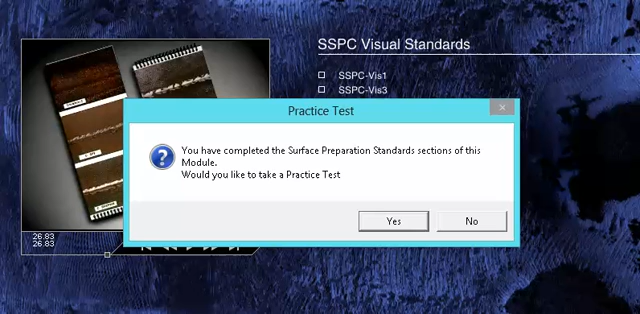 SSPC Visual Standards
SSPC-Vis1
SSPC-Vis3
Practice Test
You have completed the Surface Preparation Standards sections of this
Module.
Would you like to take a Practice Test
Yes
No
26.83
26.83